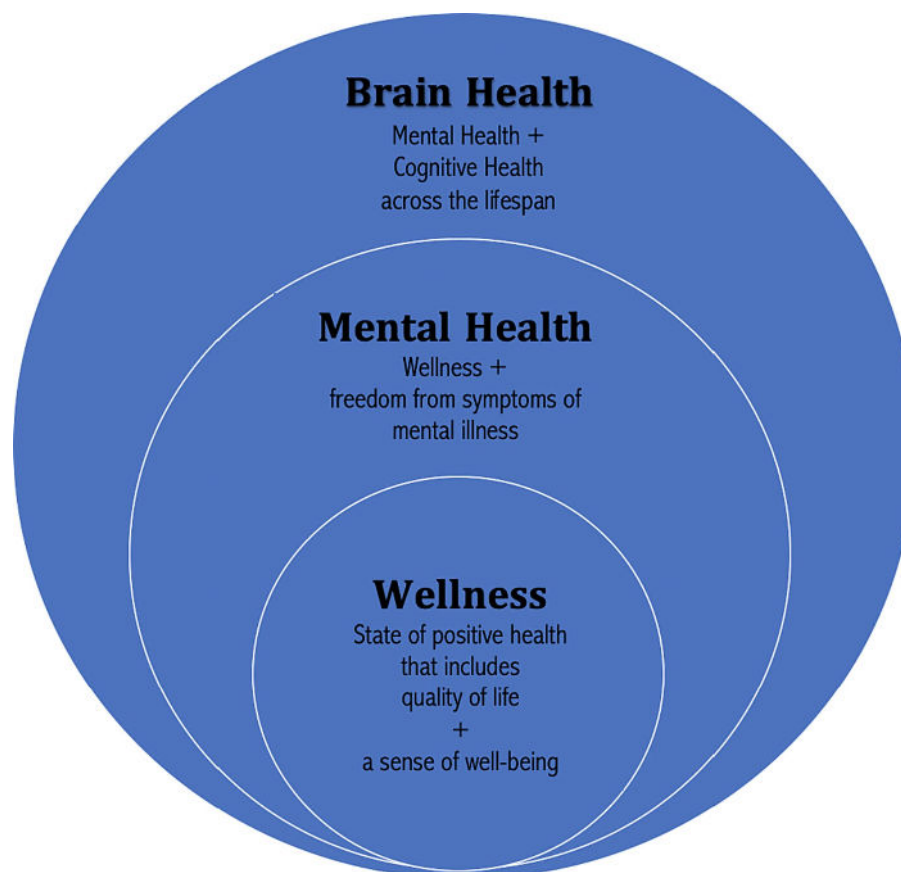 Brain Health
Mental Health +
Cognitive Health
across the lifespan
Mental Health
Wellness +
freedom from symptoms of
mental illness
Wellness
State of positive health
that includes
quality of life
+
a sense of well-being